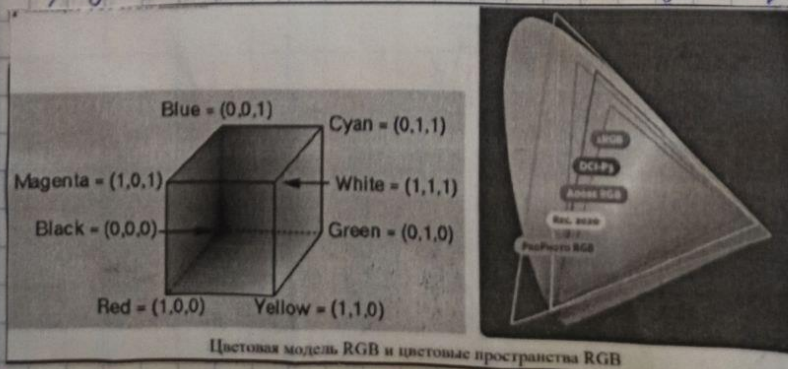 Blue = (0,0,1)
Cyan = (0,1,1)
Magenta = (1,0,1)
White = (1,1,1)
Black = (0,0,0)
Green = (0,1,0)
Red = (1,0,0)
Yellow = (1,1,0)
sRGB
DCI-P3
Adobe RGB
Rec. 2020
ProPhoto RGB
Цветовая модель RGB и цветовые пространства RGB